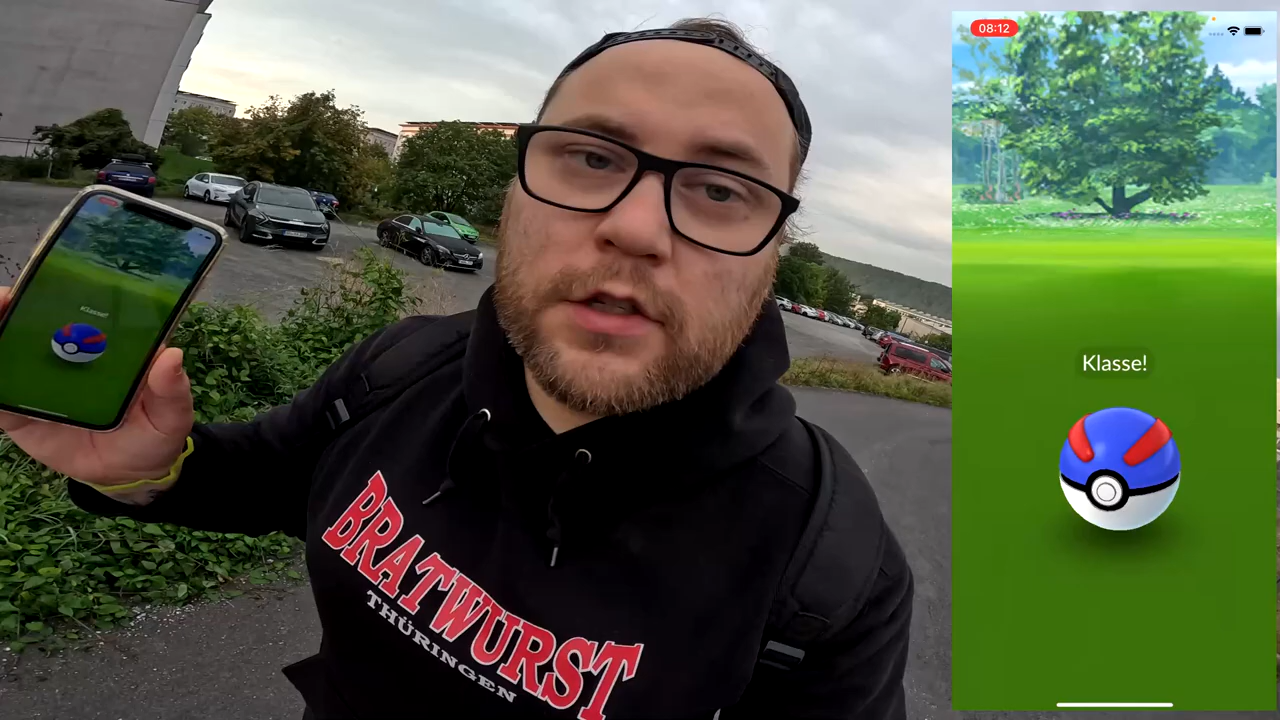 Klasse!
BRATWURST
THÜRINGEN
08:12
Klasse!